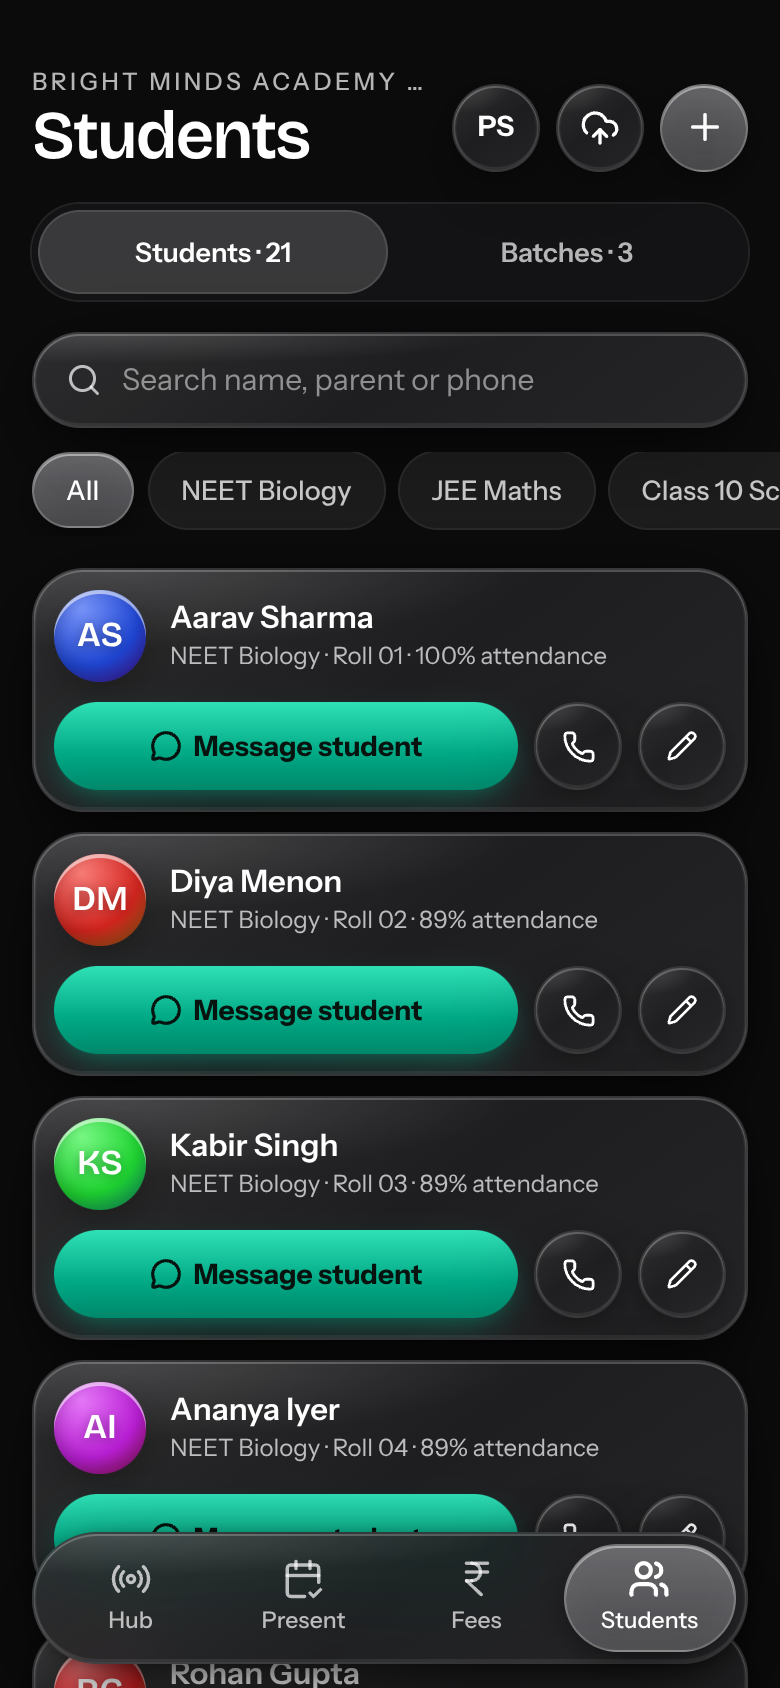 BRIGHT MINDS ACADEMY ...
Students
PS
Students · 21
Batches · 3
Search name, parent or phone
All
NEET Biology
JEE Maths
Class 10 Sc
AS
Aarav Sharma
NEET Biology · Roll 01 · 100% attendance
Message student
DM
Diya Menon
NEET Biology · Roll 02 · 89% attendance
Message student
KS
Kabir Singh
NEET Biology · Roll 03 · 89% attendance
Message student
AI
Ananya Iyer
NEET Biology · Roll 04 · 89% attendance
Hub
Present
Fees
Students
Rohan Gupta